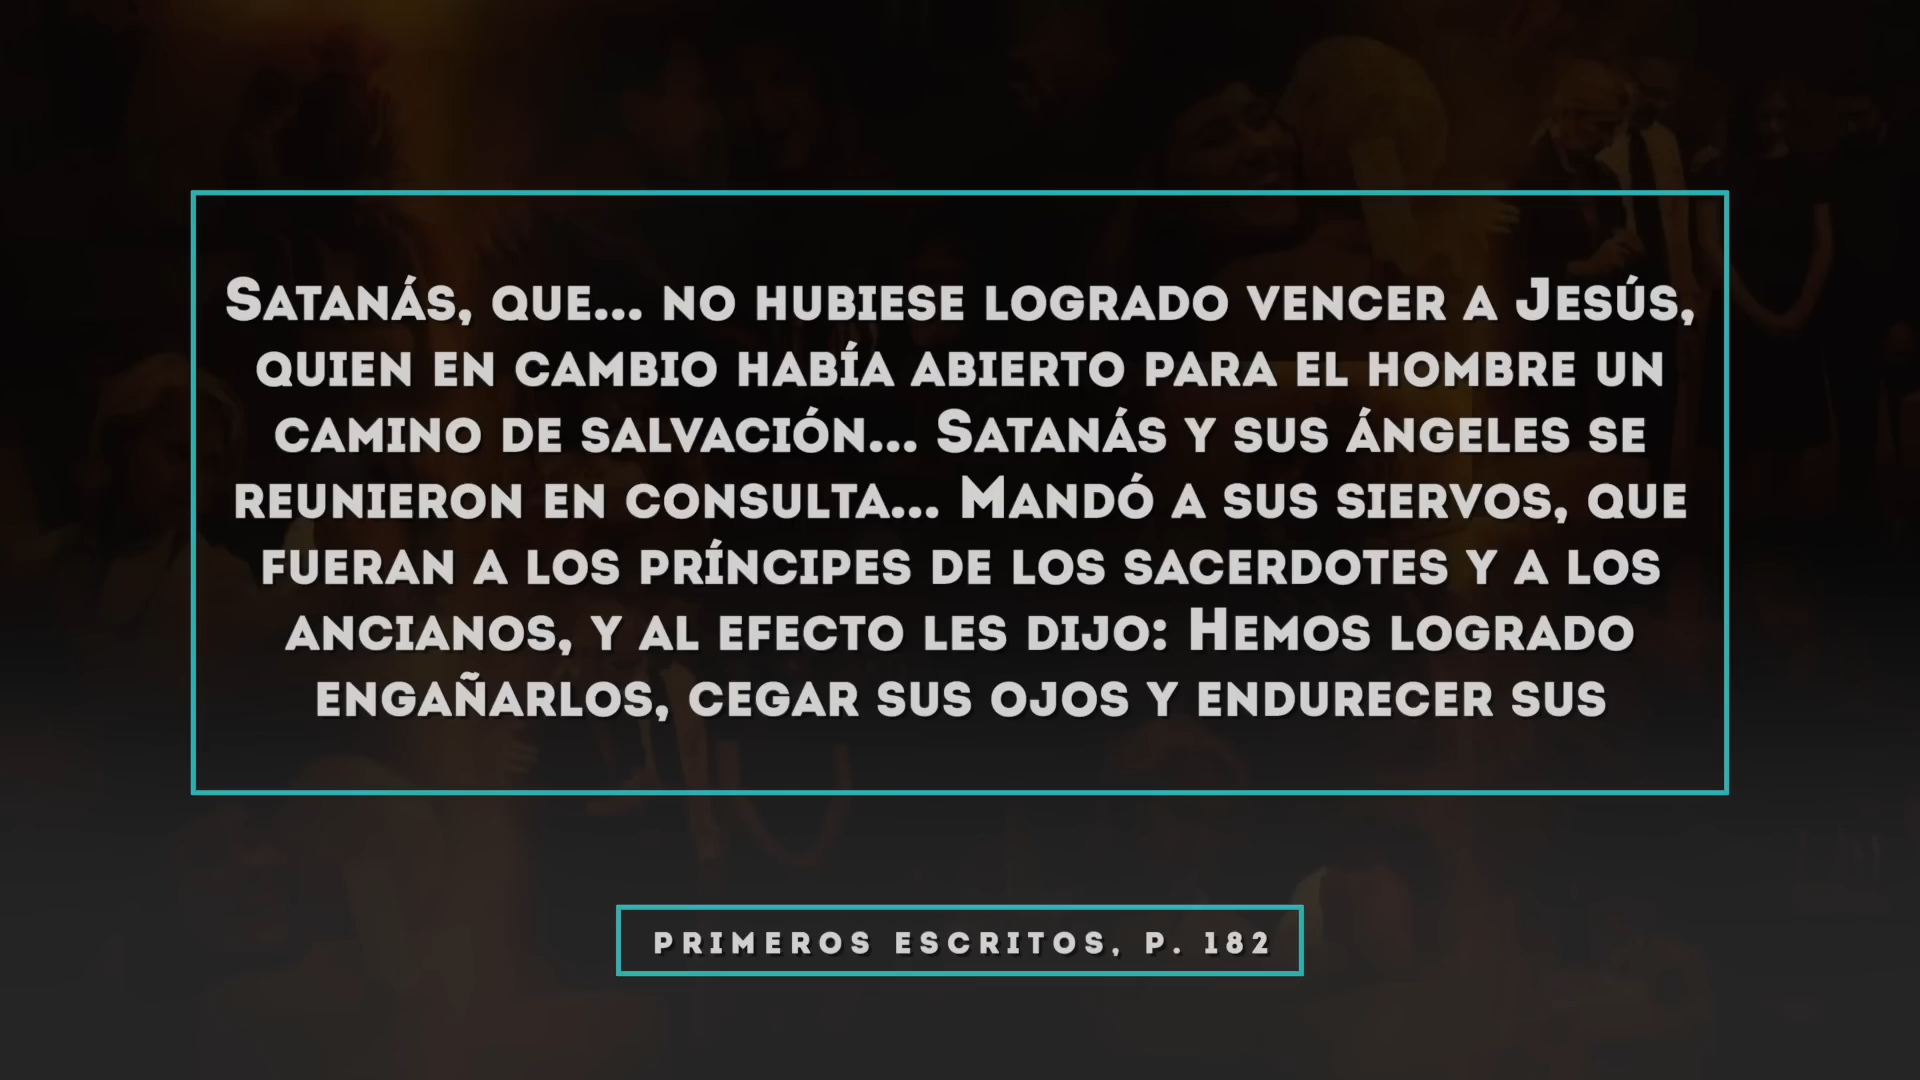 Satanás, que... no hubiese logrado vencer a Jesús,
quien en cambio había abierto para el hombre un
camino de salvación... Satanás y sus ángeles se
reunieron en consulta... Mandó a sus siervos, que
fueran a los príncipes de los sacerdotes y a los
ancianos, y al efecto les dijo: Hemos logrado
engañarlos, cegar sus ojos y endurecer sus
PRIMEROS ESCRITOS, P. 182